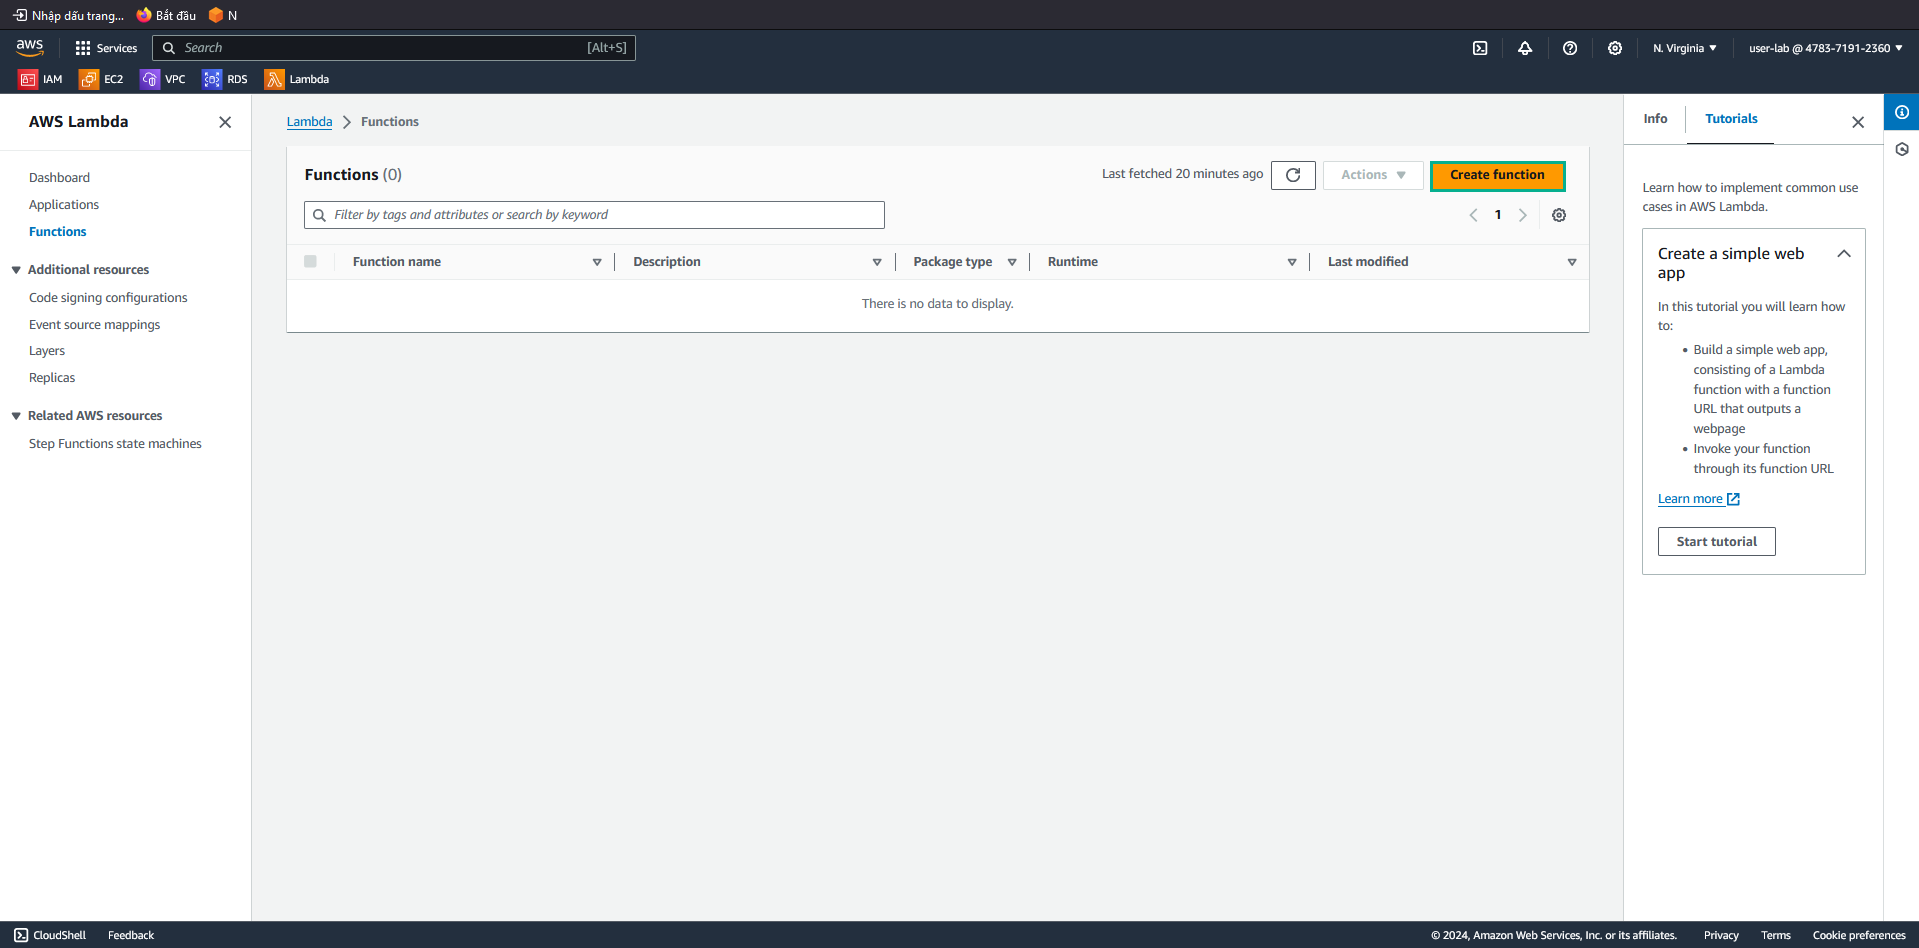 Nhập dấu trang... Bắt đầu N
aws Services Search [Alt+S] N. Virginia user-lab @ 4783-7191-2360
IAM EC2 VPC RDS Lambda
AWS Lambda
Dashboard
Applications
Functions
Additional resources
Code signing configurations
Event source mappings
Layers
Replicas
Related AWS resources
Step Functions state machines
Lambda Functions
Functions (0) Last fetched 20 minutes ago Actions Create function
Filter by tags and attributes or search by keyword 1
Function name Description Package type Runtime Last modified
There is no data to display.
Info Tutorials
Learn how to implement common use
cases in AWS Lambda.
Create a simple web
app
In this tutorial you will learn how
to:
• Build a simple web app,
consisting of a Lambda
function with a function
URL that outputs a
webpage
• Invoke your function
through its function URL
Learn more
Start tutorial
CloudShell Feedback © 2024, Amazon Web Services, Inc. or its affiliates. Privacy Terms Cookie preferences